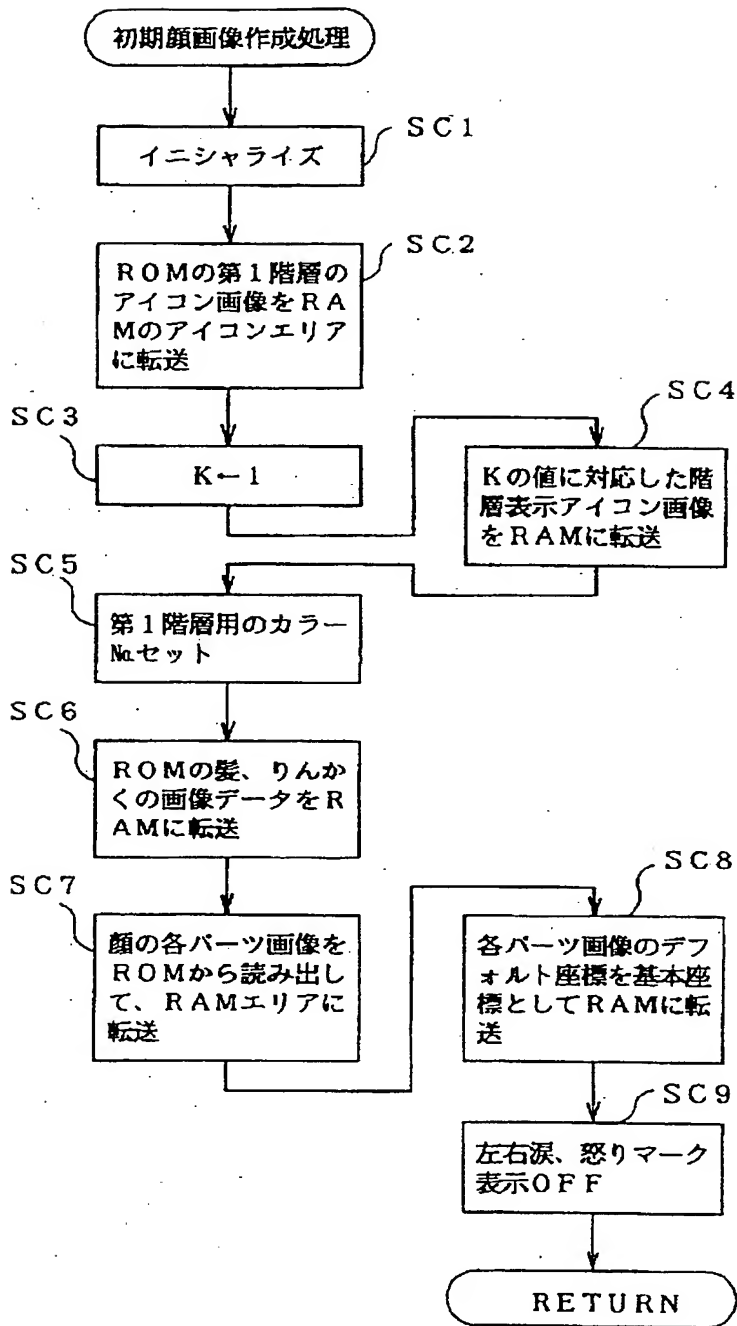 初期顔画像作成処理
SC1
イニシャライズ
SC2
ROMの第1階層の
アイコン画像をRA
Mのアイコンエリア
に転送
SC3
K←1
SC4
Kの値に対応した階
層表示アイコン画像
をRAMに転送
SC5
第1階層用のカラー
№セット
SC6
ROMの髪、りんか
くの画像データをR
AMに転送
SC7
顔の各パーツ画像を
ROMから読み出し
て、RAMエリアに
転送
SC8
各パーツ画像のデフ
ォルト座標を基本座
標としてRAMに転
送
SC9
左右涙、怒りマーク
表示OFF
RETURN